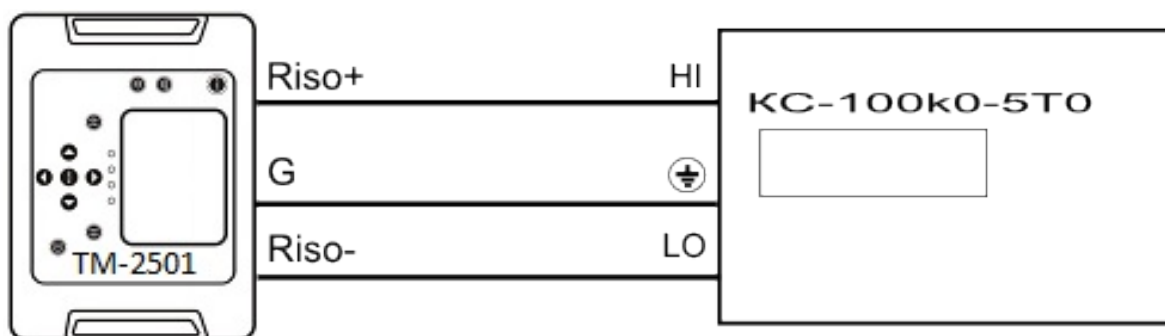 Riso+ HI
KC-100k0-5T0
G
Riso- LO
TM-2501